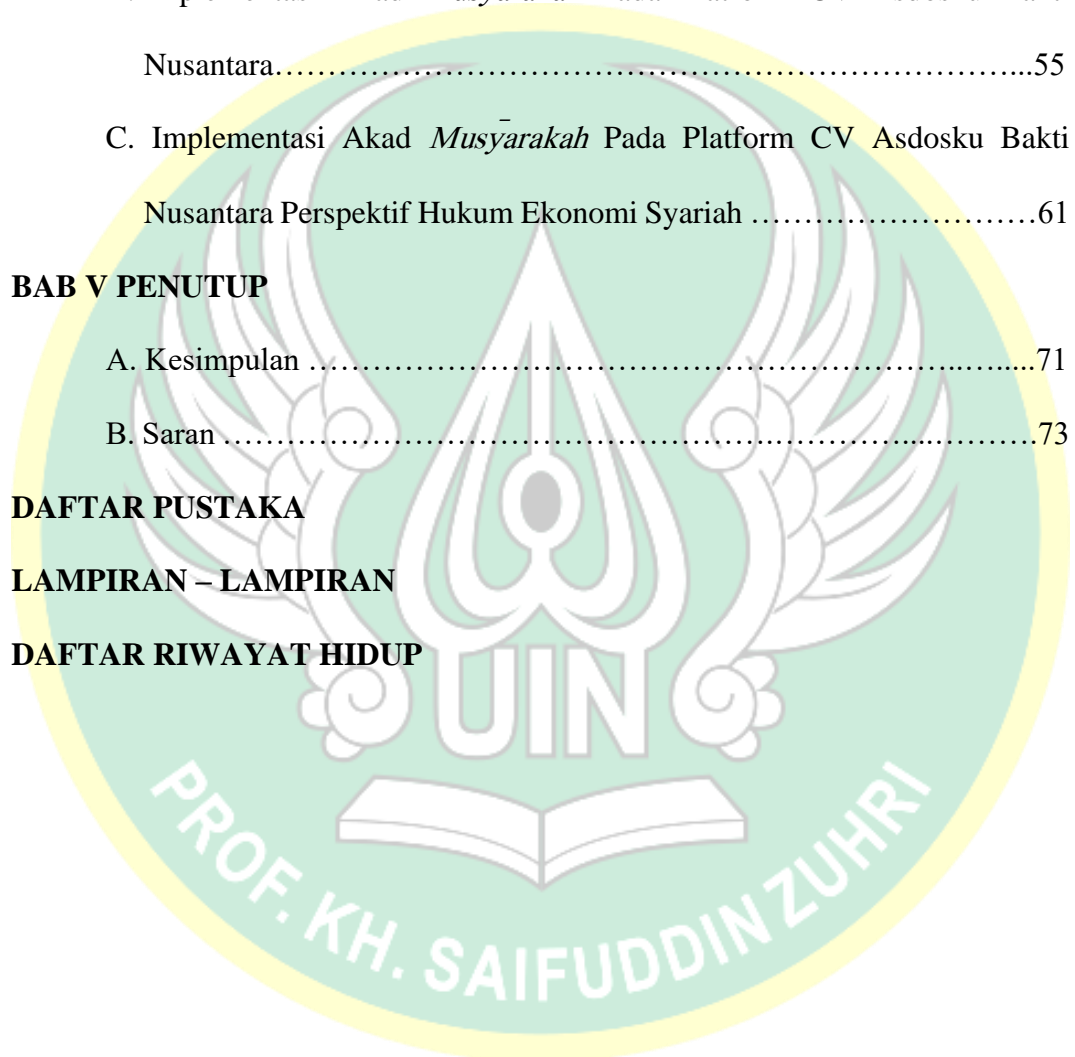 Nusantara……………………………………………………………...55
C. Implementasi Akad Musyārakah Pada Platform CV Asdosku Bakti
Nusantara Perspektif Hukum Ekonomi Syariah ………………………61
BAB V PENUTUP
A. Kesimpulan ……………………………………………………..….....71
B. Saran …………………………………………………………....………73
DAFTAR PUSTAKA
LAMPIRAN – LAMPIRAN
DAFTAR RIWAYAT HIDUP
UIN
PROF. KH. SAIFUDDIN ZUHRI